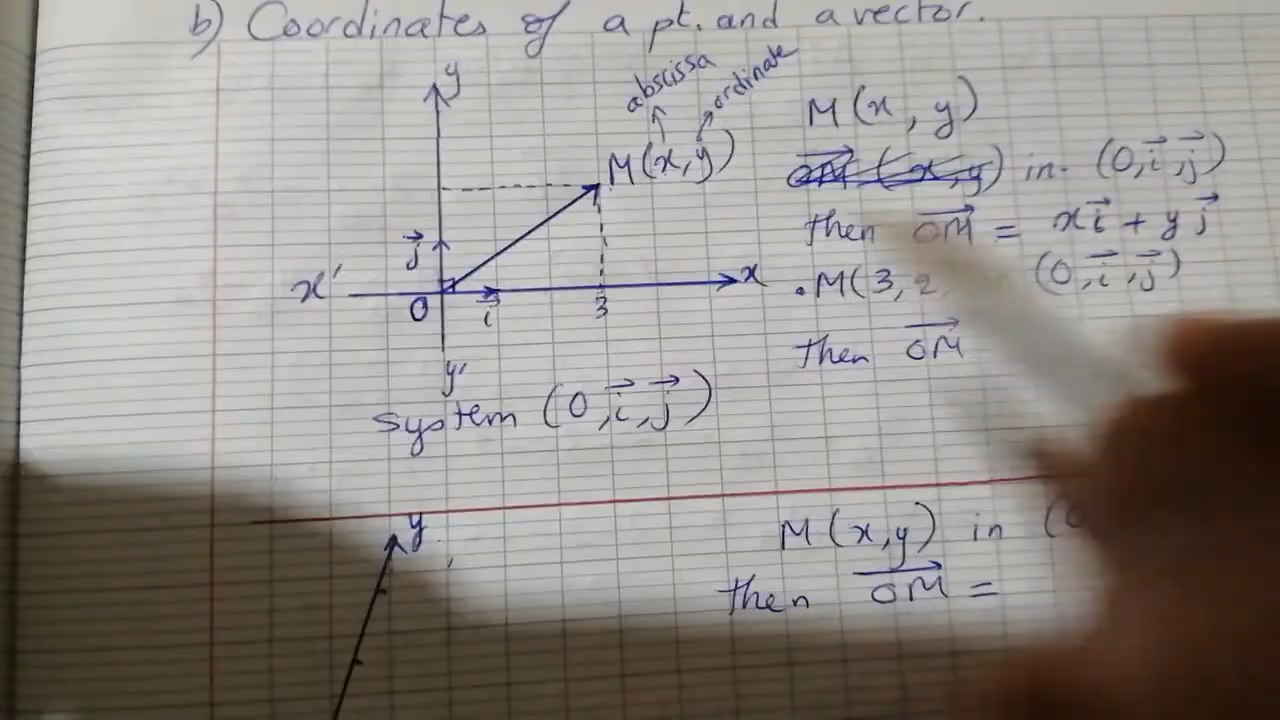 b) Coordinates of a pt. and a vector.
y
abscissa
ordinate
M(x,y)
j
x'
O
i
3
x
y'
System (O, i, j)
M(x, y)
OM (x,y) in. (O, i, j)
then OM = xi + yj
. M(3, 2 (O, i, j)
then OM
y
M(x,y) in (
then OM =